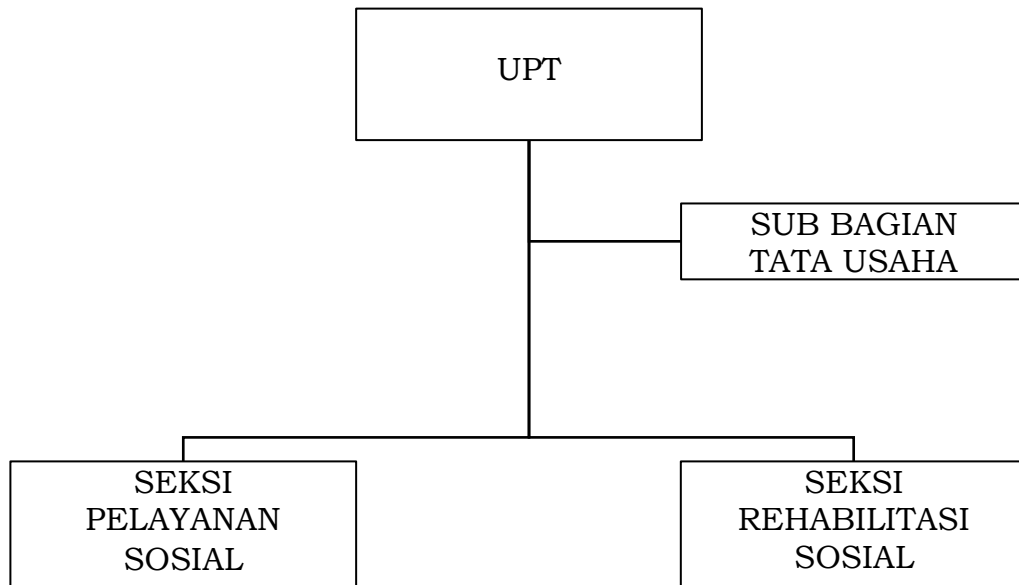 UPT
SUB BAGIAN
TATA USAHA
SEKSI
PELAYANAN
SOSIAL
SEKSI
REHABILITASI
SOSIAL